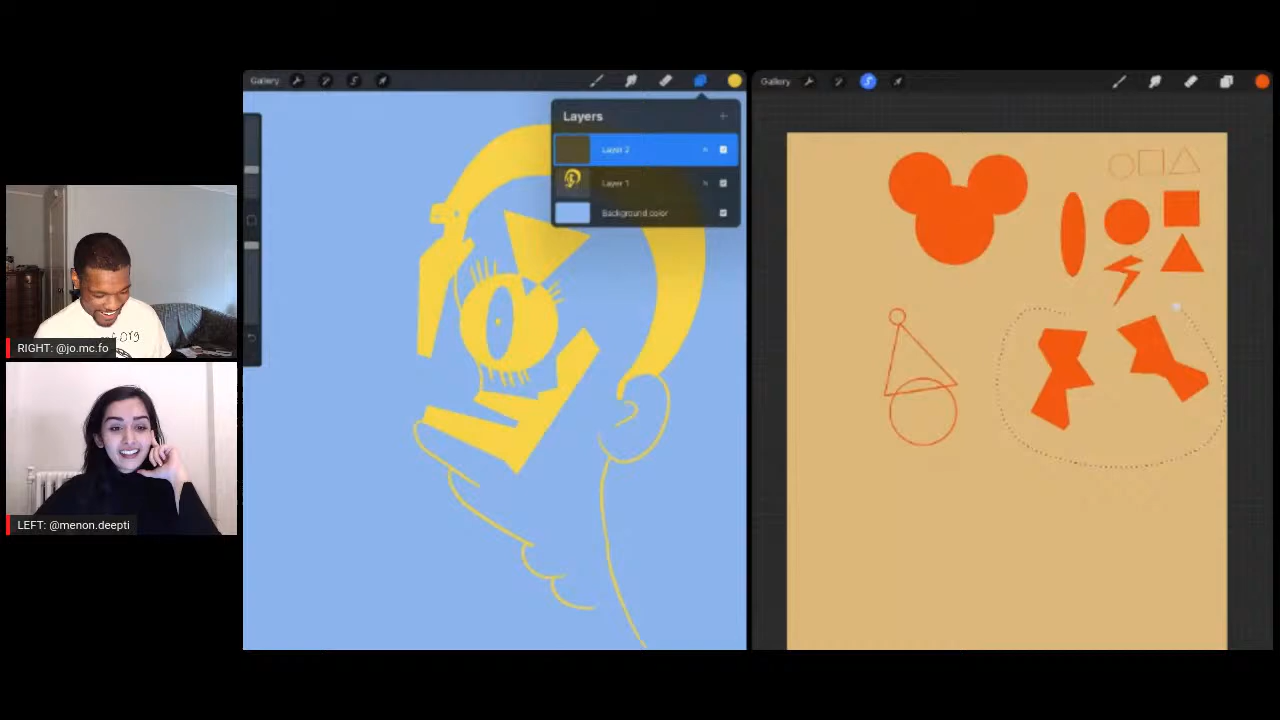 Gallery
Layers
Layer 2
N
Layer 1
N
Background color
Gallery
S
RIGHT: @jo.mc.fo
LEFT: @menon.deepti